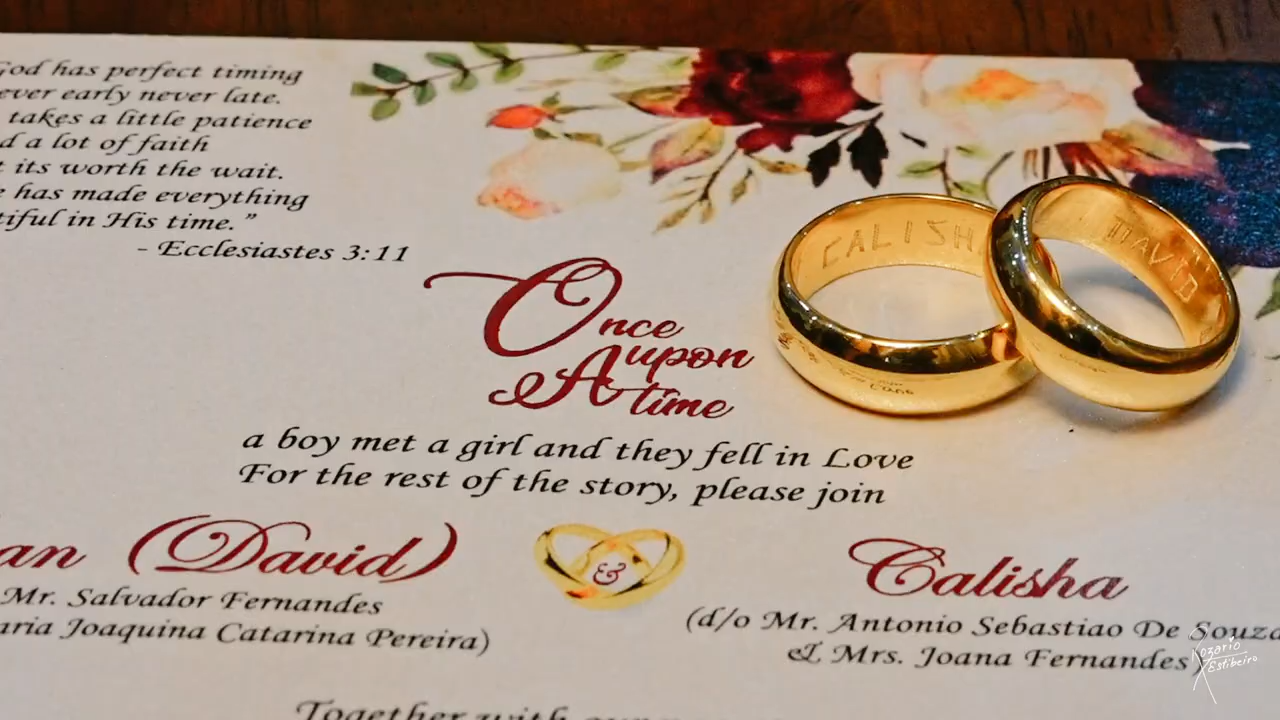 God has perfect timing
ever early never late.
takes a little patience
d a lot of faith
t its worth the wait.
e has made everything
tiful in His time.”
- Ecclesiastes 3:11
CALISH
DAVID
Once
upon
A time
a boy met a girl and they fell in Love
For the rest of the story, please join
an (David)
&
Calisha
Mr. Salvador Fernandes
aria Joaquina Catarina Pereira)
(d/o Mr. Antonio Sebastiao De Souza
& Mrs. Joana Fernandes)
Rozario
Estibeiro
Together with